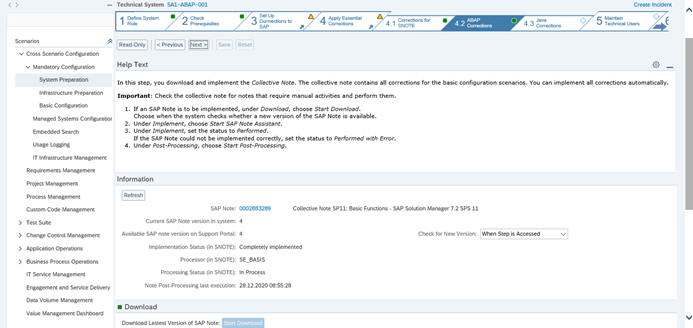 Technical System SA1~ABAP~001
Create Incident
1 Define System Role
2 Check Prerequisites
3 Set Up Connections to SAP
4 Apply Essential Corrections
4.1 Corrections for SNOTE
4.2 ABAP Corrections
4.3 Java Corrections
5 Maintain Technical Users
6
Read-Only
< Previous
Next >
Save
Reset
Scenarios
Cross Scenario Configuration
Mandatory Configuration
System Preparation
Infrastructure Preparation
Basic Configuration
Managed Systems Configuration
Embedded Search
Usage Logging
IT Infrastructure Management
Requirements Management
Project Management
Process Management
Custom Code Management
Test Suite
Change Control Management
Application Operations
Business Process Operations
IT Service Management
Engagement and Service Delivery
Data Volume Management
Value Management Dashboard
Help Text
In this step, you download and implement the Collective Note. The collective note contains all corrections for the basic configuration scenarios. You can implement all corrections automatically.
Important: Check the collective note for notes that require manual activities and perform them.
1. If an SAP Note is to be implemented, under Download, choose Start Download.
Choose when the system checks whether a new version of the SAP Note is available.
2. Under Implement, choose Start SAP Note Assistant.
3. Under Implement, set the status to Performed.
If the SAP Note could not be implemented correctly, set the status to Performed with Error.
4. Under Post-Processing, choose Start Post-Processing.
Information
Refresh
SAP Note: 0002883289 Collective Note SP11: Basic Functions - SAP Solution Manager 7.2 SPS 11
Current SAP Note version in system: 4
Available SAP note version on Support Portal: 4
Check for New Version: When Step is Accessed
Implementation Status (in SNOTE): Completely implemented
Processor (in SNOTE): SE_BASIS
Processing Status (in SNOTE): In Process
Note Post-Processing last execution: 28.12.2020 08:55:28
Download
Download Lastest Version of SAP Note: Start Download